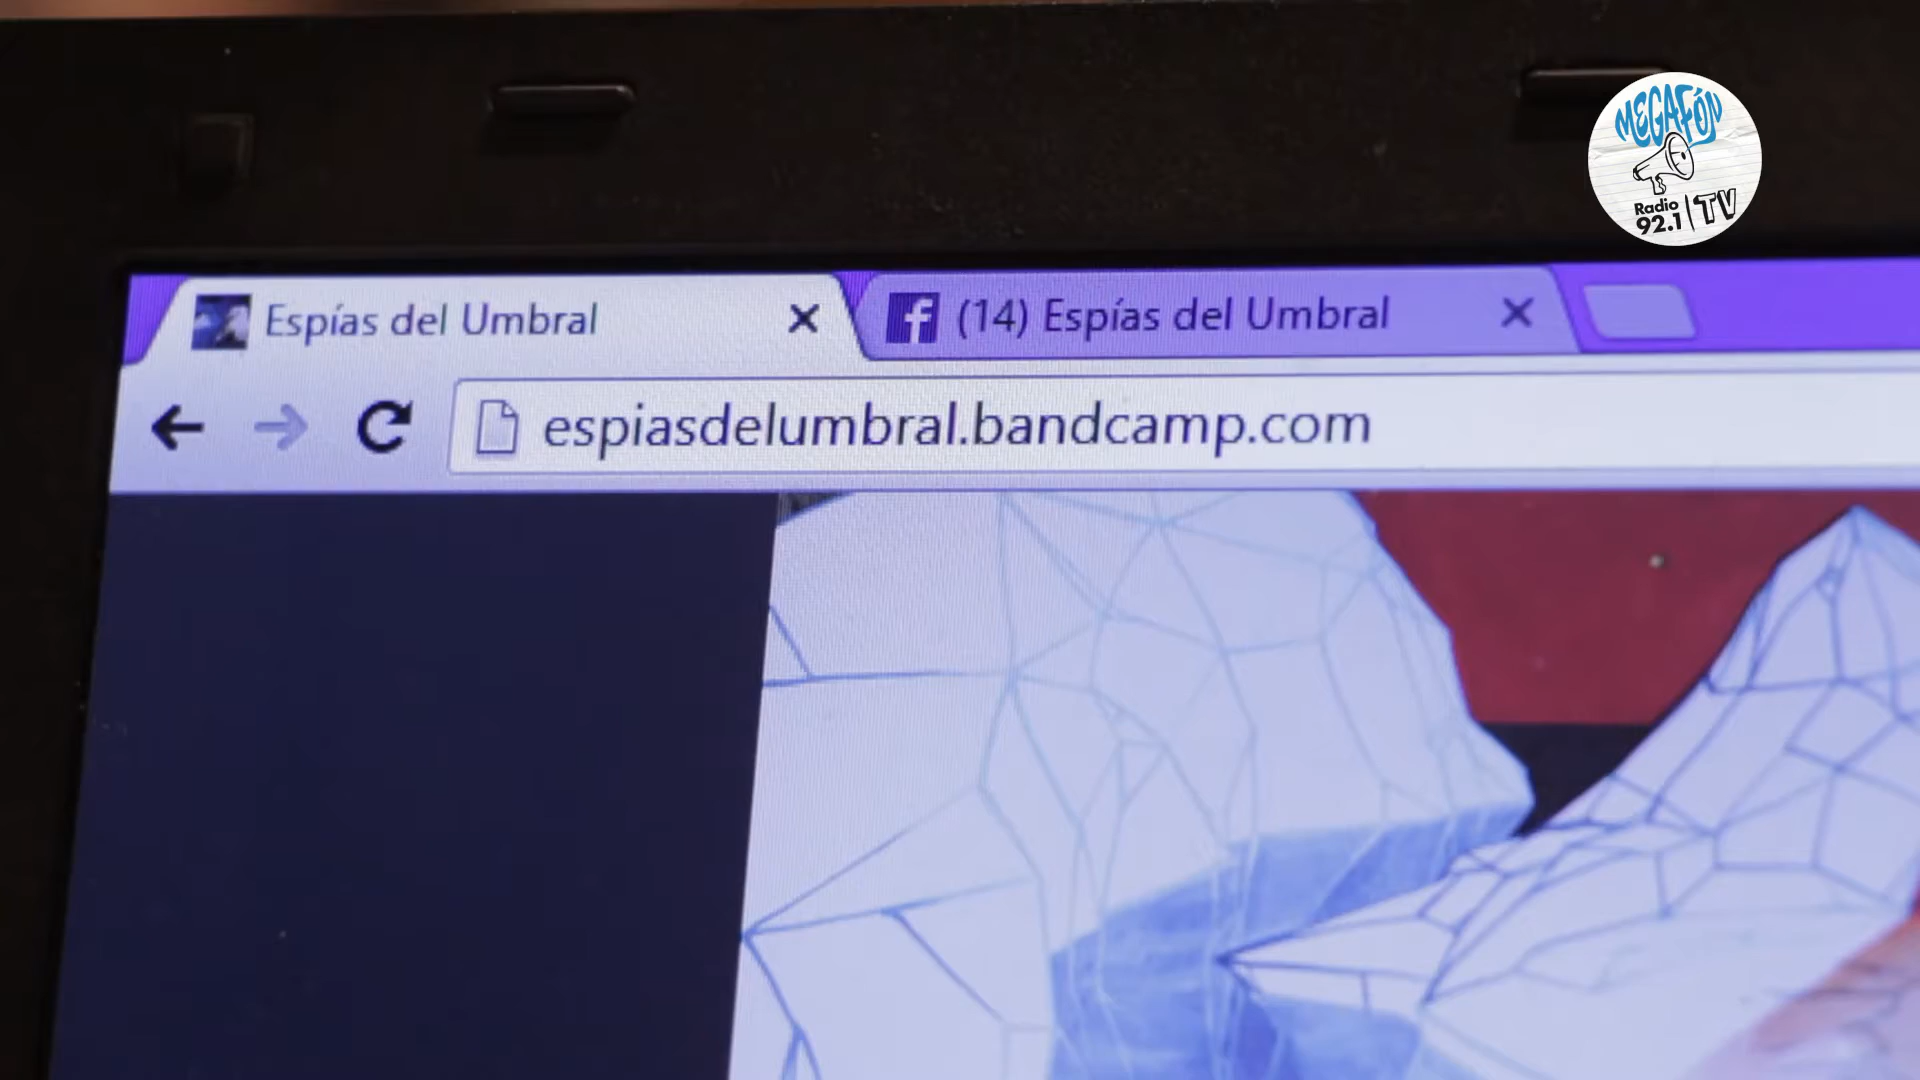 MEGAFÓN
Radio
92.1
TV
Espías del Umbral
(14) Espías del Umbral
espiasdelumbral.bandcamp.com